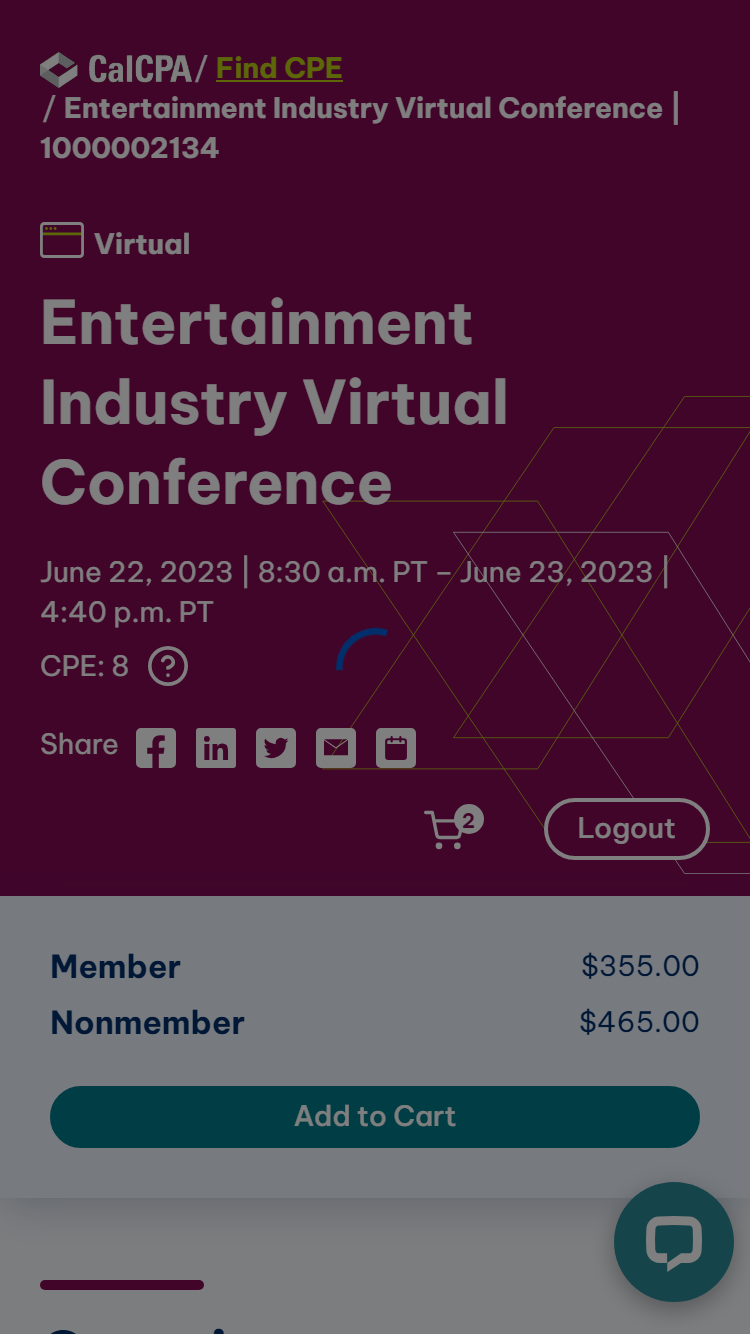 CalCPA / Find CPE
/ Entertainment Industry Virtual Conference |
1000002134
Virtual
Entertainment
Industry Virtual
Conference
June 22, 2023 | 8:30 a.m. PT – June 23, 2023 |
4:40 p.m. PT
CPE: 8 ?
Share
2
Logout
Member $355.00
Nonmember $465.00
Add to Cart